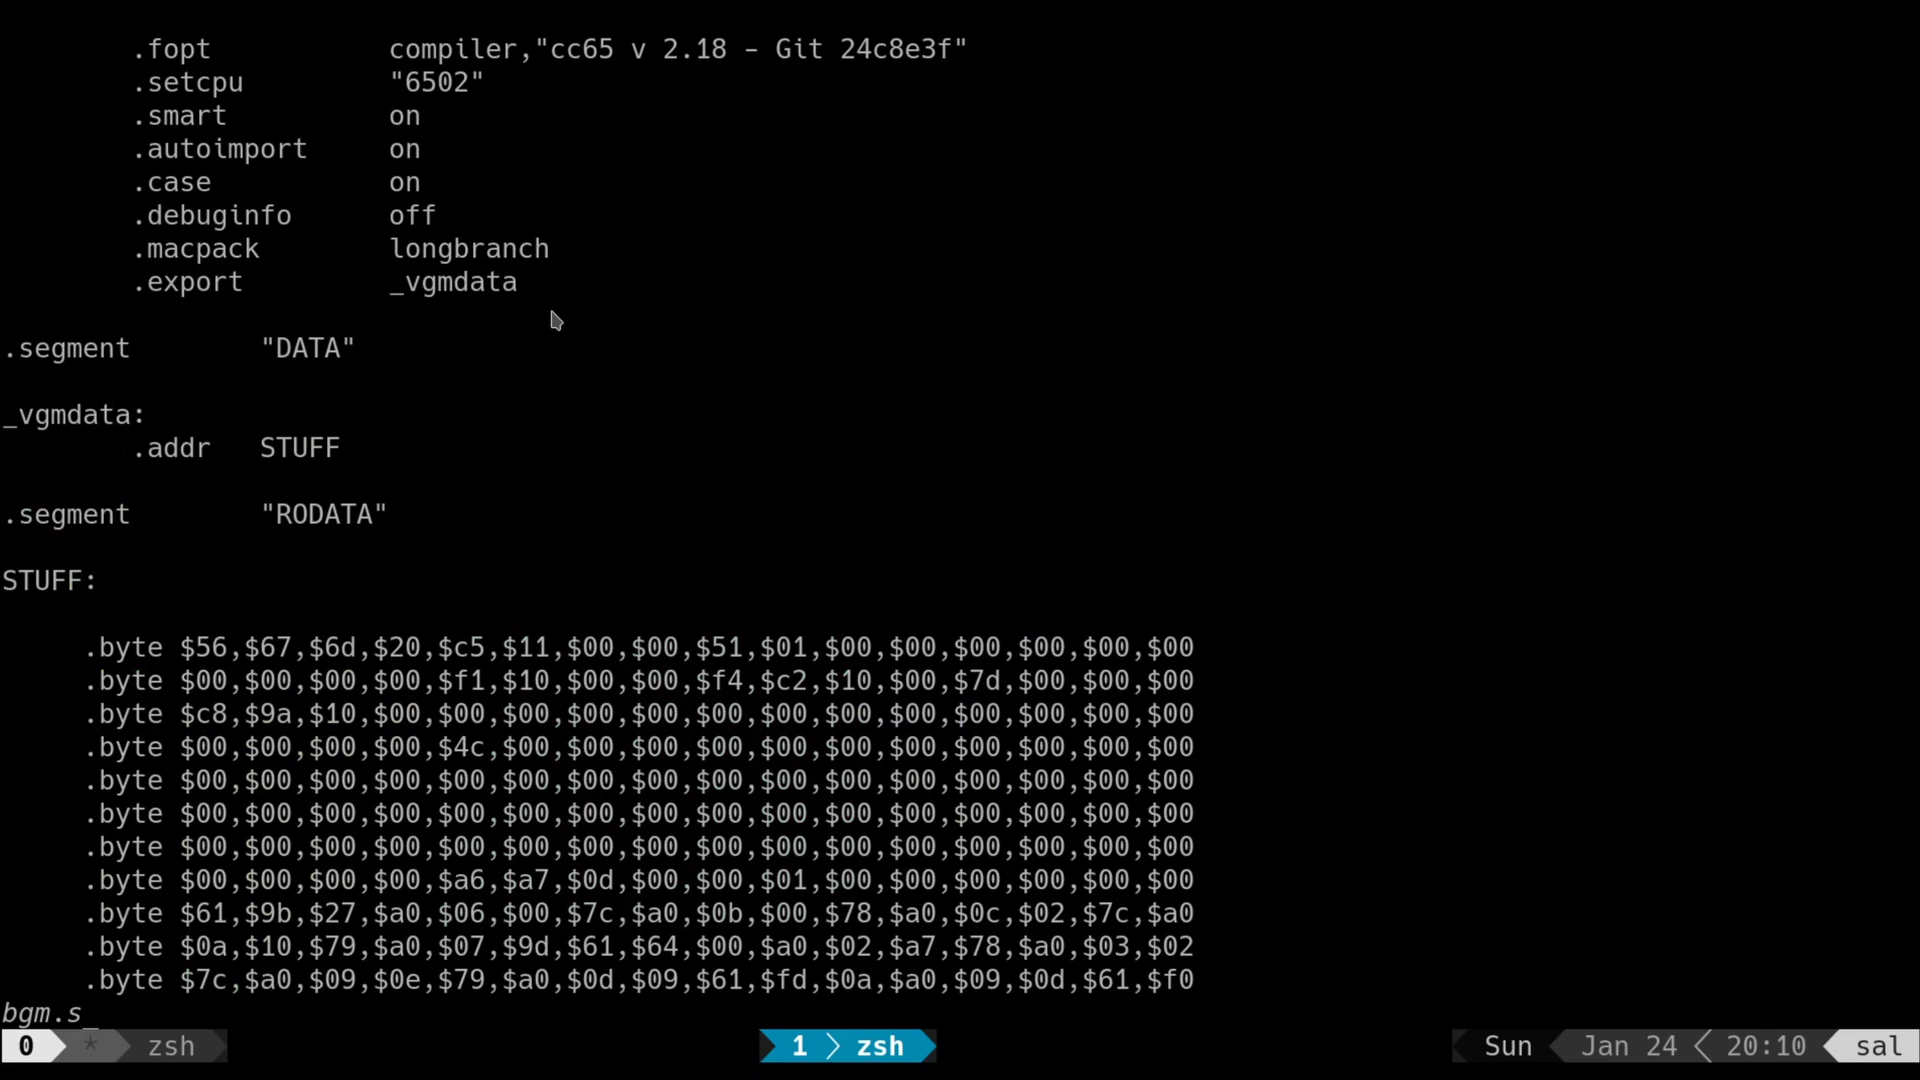 .fopt compiler,"cc65 v 2.18 - Git 24c8e3f"
.setcpu "6502"
.smart on
.autoimport on
.case on
.debuginfo off
.macpack longbranch
.export _vgmdata
.segment "DATA"
_vgmdata:
.addr STUFF
.segment "RODATA"
STUFF:
.byte $56,$67,$6d,$20,$c5,$11,$00,$00,$51,$01,$00,$00,$00,$00,$00,$00
.byte $00,$00,$00,$00,$f1,$10,$00,$00,$f4,$c2,$10,$00,$7d,$00,$00,$00
.byte $c8,$9a,$10,$00,$00,$00,$00,$00,$00,$00,$00,$00,$00,$00,$00,$00
.byte $00,$00,$00,$00,$4c,$00,$00,$00,$00,$00,$00,$00,$00,$00,$00,$00
.byte $00,$00,$00,$00,$00,$00,$00,$00,$00,$00,$00,$00,$00,$00,$00,$00
.byte $00,$00,$00,$00,$00,$00,$00,$00,$00,$00,$00,$00,$00,$00,$00,$00
.byte $00,$00,$00,$00,$00,$00,$00,$00,$00,$00,$00,$00,$00,$00,$00,$00
.byte $00,$00,$00,$00,$a6,$a7,$0d,$00,$00,$01,$00,$00,$00,$00,$00,$00
.byte $61,$9b,$27,$a0,$06,$00,$7c,$a0,$0b,$00,$78,$a0,$0c,$02,$7c,$a0
.byte $0a,$10,$79,$a0,$07,$9d,$61,$64,$00,$a0,$02,$a7,$78,$a0,$03,$02
.byte $7c,$a0,$09,$0e,$79,$a0,$0d,$09,$61,$fd,$0a,$a0,$09,$0d,$61,$f0
bgm.s
0 * zsh 1 zsh Sun Jan 24 20:10 sal